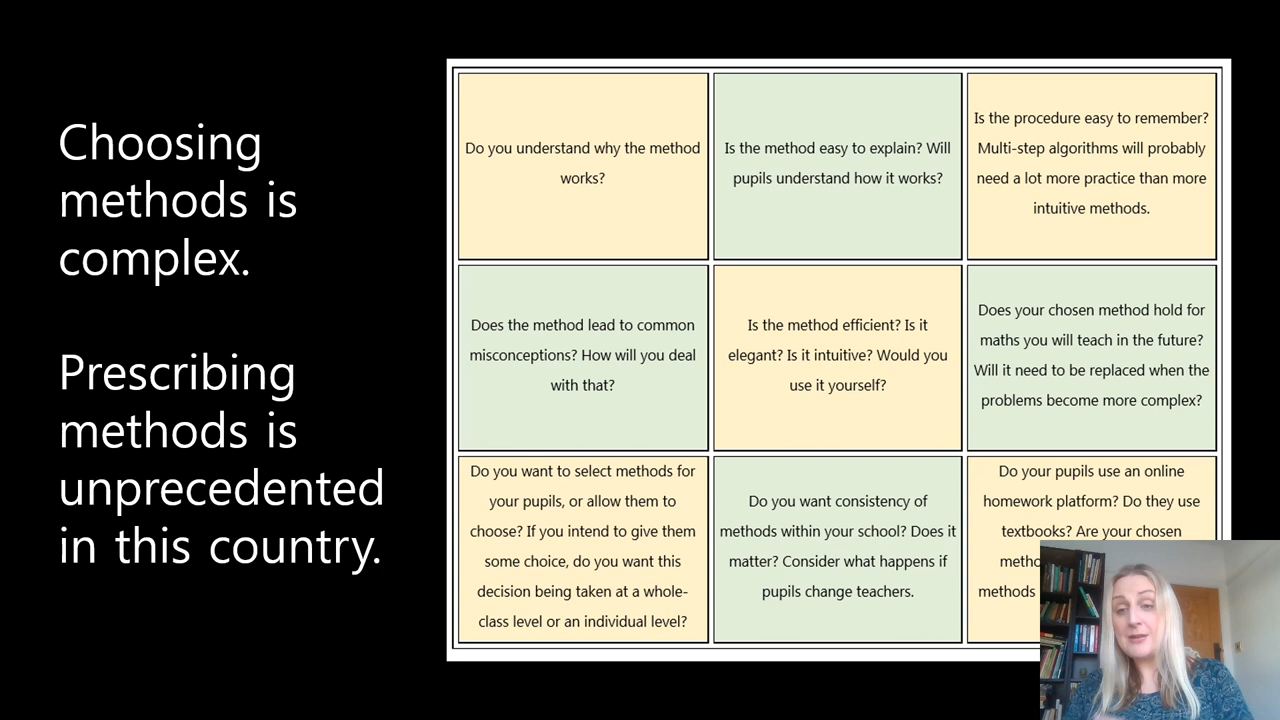 Choosing
methods is
complex.
Prescribing
methods is
unprecedented
in this country.
Do you understand why the method
works?
Is the method easy to explain? Will
pupils understand how it works?
Is the procedure easy to remember?
Multi-step algorithms will probably
need a lot more practice than more
intuitive methods.
Does the method lead to common
misconceptions? How will you deal
with that?
Is the method efficient? Is it
elegant? Is it intuitive? Would you
use it yourself?
Does your chosen method hold for
maths you will teach in the future?
Will it need to be replaced when the
problems become more complex?
Do you want to select methods for
your pupils, or allow them to
choose? If you intend to give them
some choice, do you want this
decision being taken at a whole-
class level or an individual level?
Do you want consistency of
methods within your school? Does it
matter? Consider what happens if
pupils change teachers.
Do your pupils use an online
homework platform? Do they use
textbooks? Are your chosen
methods